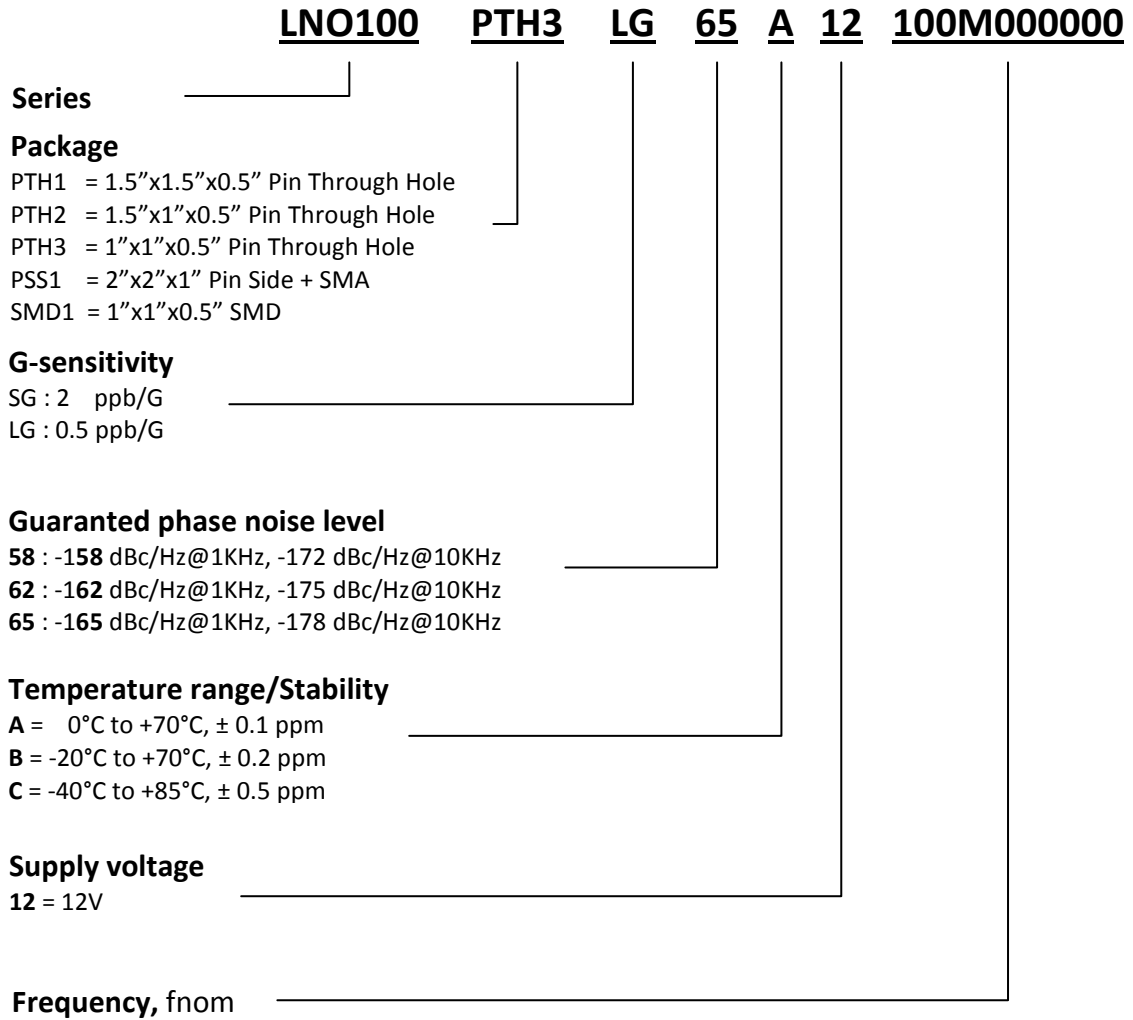 LNO100 PTH3 LG 65 A 12 100M000000
Series
Package
PTH1 = 1.5”x1.5”x0.5” Pin Through Hole
PTH2 = 1.5”x1”x0.5” Pin Through Hole
PTH3 = 1”x1”x0.5” Pin Through Hole
PSS1 = 2”x2”x1” Pin Side + SMA
SMD1 = 1”x1”x0.5” SMD
G-sensitivity
SG : 2 ppb/G
LG : 0.5 ppb/G
Guaranted phase noise level
58 : -158 dBc/Hz@1KHz, -172 dBc/Hz@10KHz
62 : -162 dBc/Hz@1KHz, -175 dBc/Hz@10KHz
65 : -165 dBc/Hz@1KHz, -178 dBc/Hz@10KHz
Temperature range/Stability
A = 0°C to +70°C, ± 0.1 ppm
B = -20°C to +70°C, ± 0.2 ppm
C = -40°C to +85°C, ± 0.5 ppm
Supply voltage
12 = 12V
Frequency, fnom